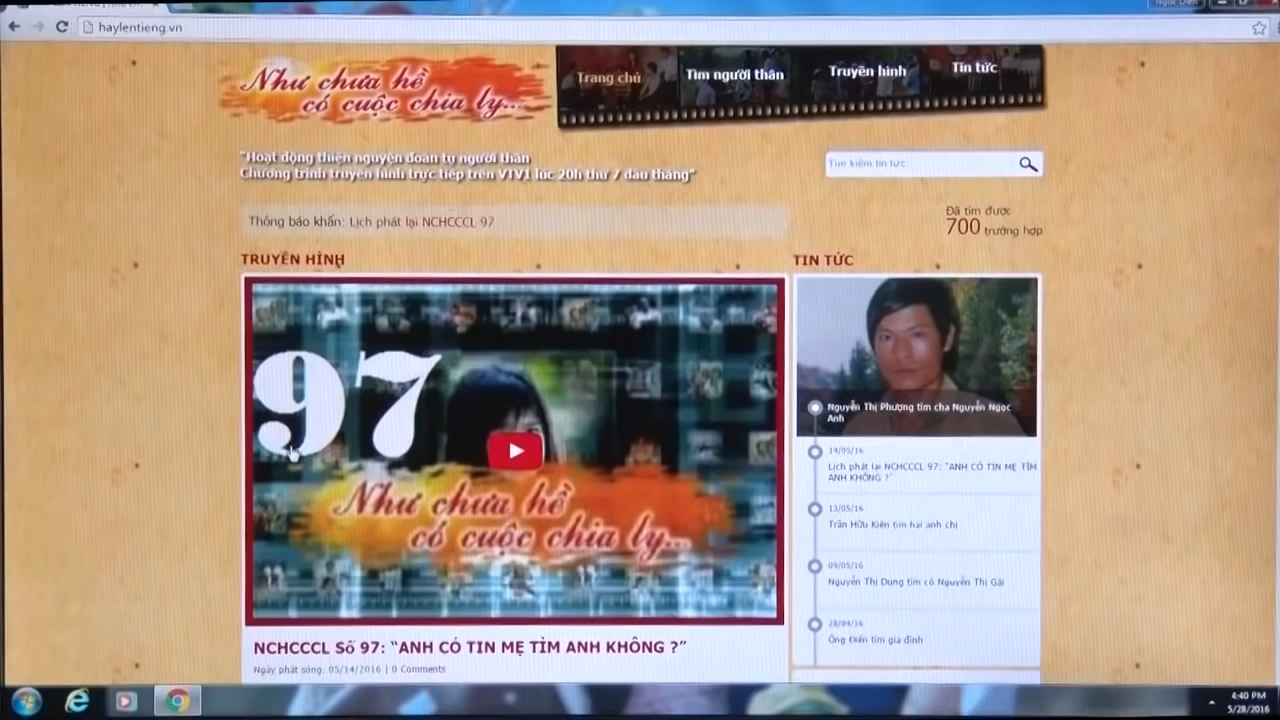 haylentieng.vn
Như chưa hề
có cuộc chia ly...
Trang chủ
Tìm người thân
Truyền hình
Tin tức
"Hoạt động thiện nguyện đoàn tụ người thân
Chương trình truyền hình trực tiếp trên VTV1 lúc 20h thứ 7 đầu tháng"
Tìm kiếm tin tức
Thông báo khẩn: Lịch phát lại NCHCCCL 97
Đã tìm được
700 trường hợp
TRUYỀN HÌNH
TIN TỨC
97
Như chưa hề
có cuộc chia ly...
Nguyễn Thị Phượng tìm cha Nguyễn Ngọc
Anh
14/05/16
Lịch phát lại NCHCCCL 97: "ANH CÓ TIN MẸ TÌM
ANH KHÔNG ?"
13/05/16
Trần Hữu Kiên tìm hai anh chị
09/05/16
Nguyễn Thị Dung tìm cô Nguyễn Thị Gái
28/04/16
Ông Điền tìm gia đình
NCHCCCL Số 97: “ANH CÓ TIN MẸ TÌM ANH KHÔNG ?”
Ngày phát sóng: 05/14/2016 | 0 Comments
4:40 PM
5/28/2016